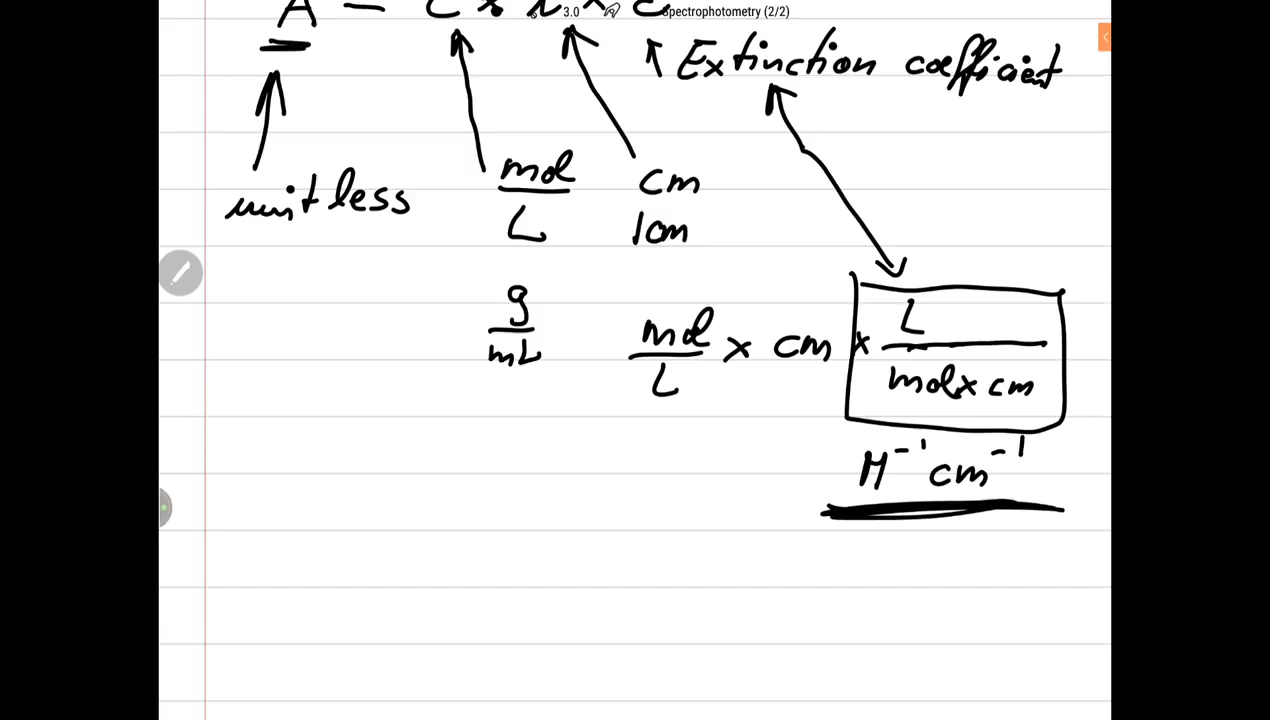 3.0 Spectrophotometry (2/2)
A = C × l × ε
Extinction coefficient
unitless
mol/L
cm
1cm
g/mL
mol/L × cm × L/mol×cm
M⁻¹cm⁻¹